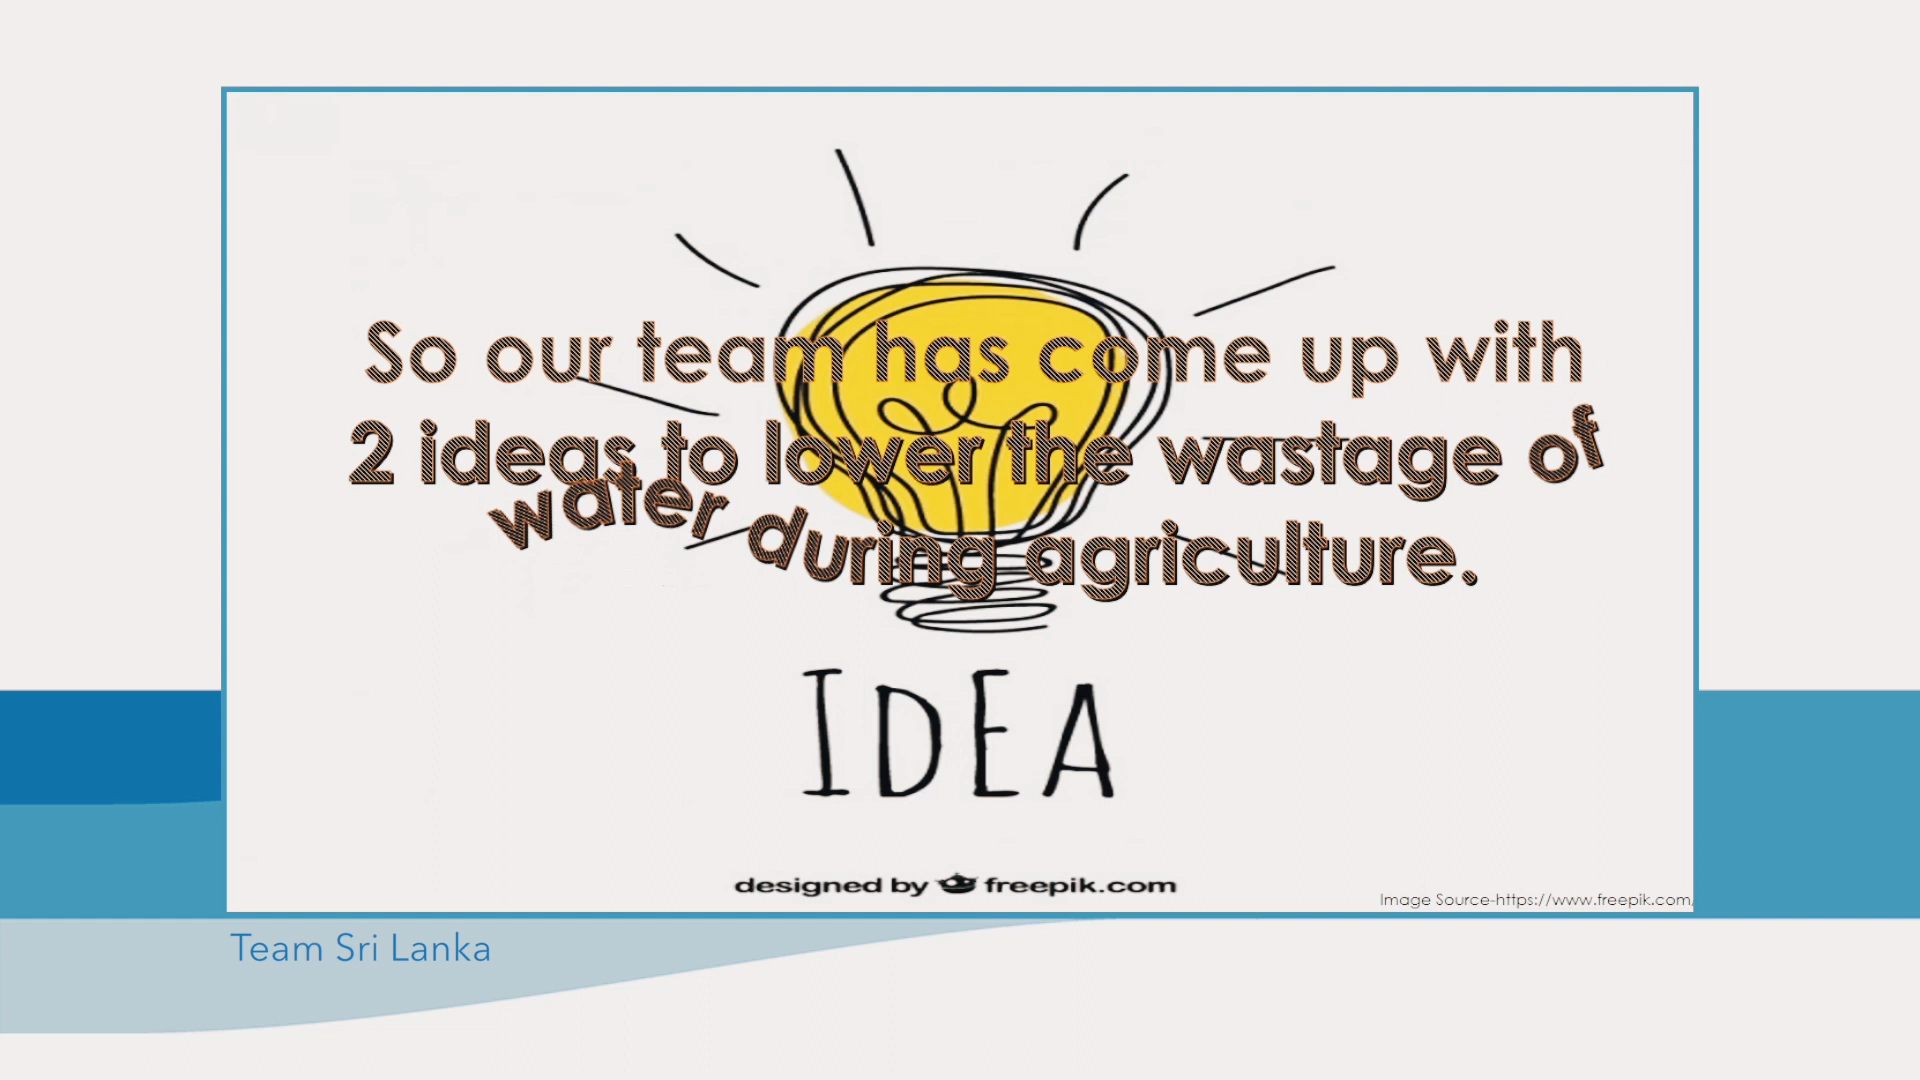 So our team has come up with
2 ideas to lower the wastage of
water during agriculture.
IDEA
designed by freepik.com
Image Source-https://www.freepik.com/
Team Sri Lanka